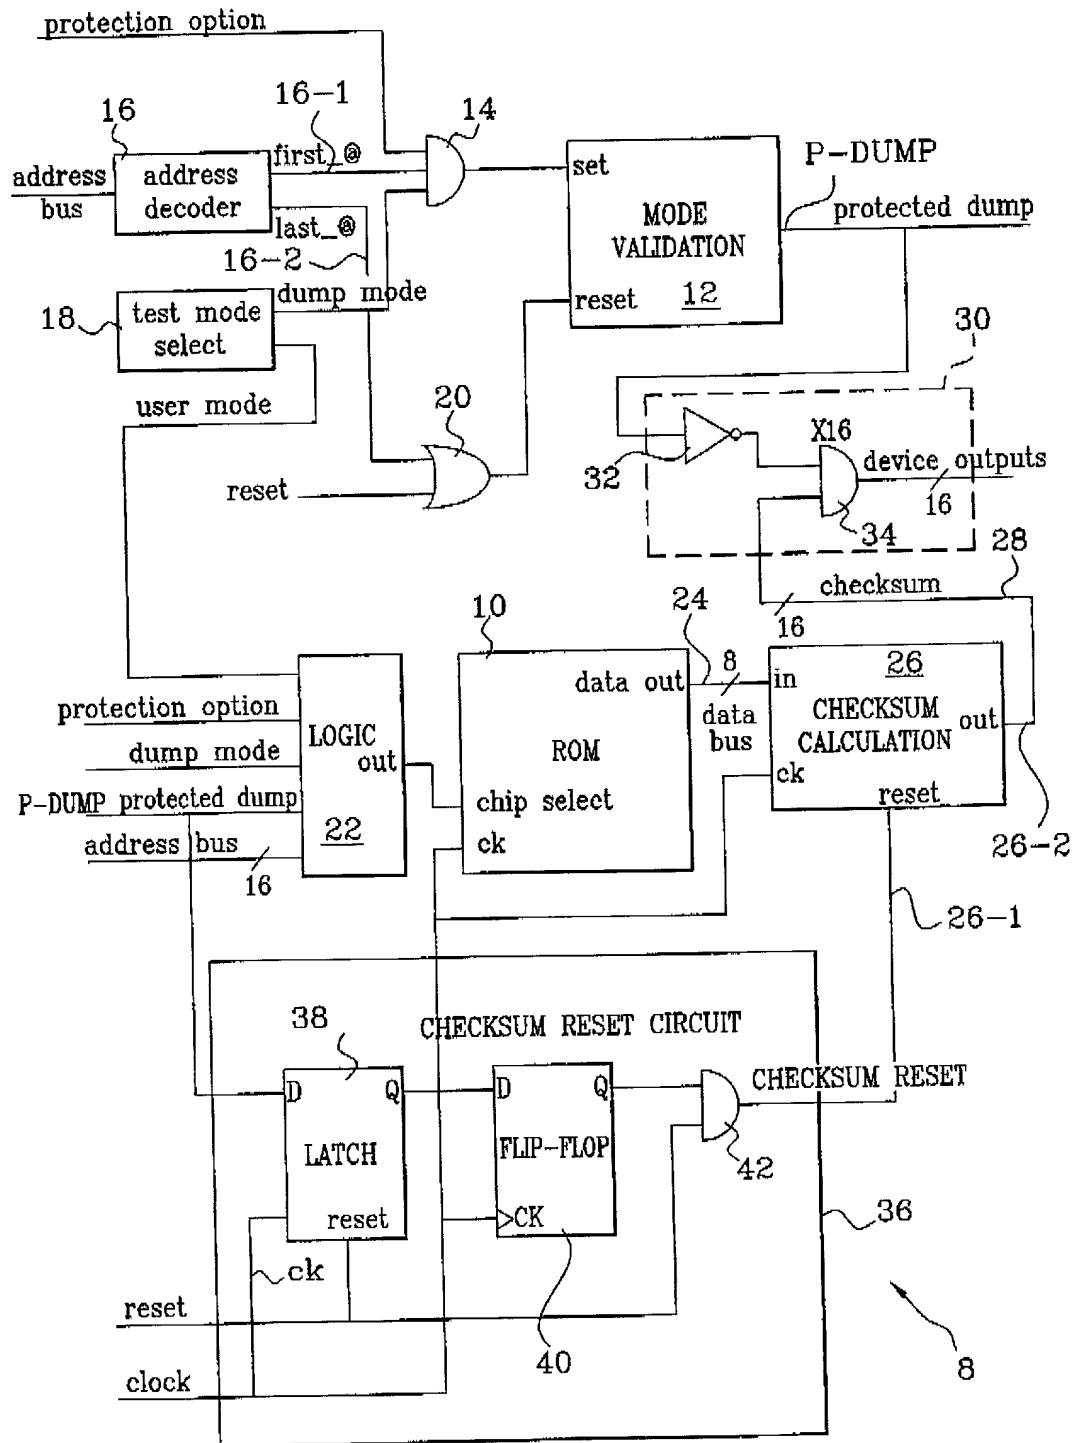 protection option
16
16-1
14
address
bus
address
decoder
first_@
last_@
16-2
set
MODE
VALIDATION
12
reset
P-DUMP
protected dump
dump mode
18
test mode
select
user mode
20
reset
30
32
X16
34
device outputs
16
28
checksum
16
10
24
8
data out
data
bus
ROM
chip select
ck
in
26
CHECKSUM
CALCULATION
out
ck
reset
26-2
26-1
protection option
dump mode
P-DUMP protected dump
address bus
16
LOGIC
out
22
38
CHECKSUM RESET CIRCUIT
D
Q
LATCH
reset
D
Q
FLIP-FLOP
CK
CHECKSUM RESET
42
36
ck
reset
clock
40
8